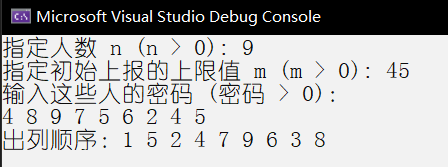 Microsoft Visual Studio Debug Console
指定人数 n (n > 0): 9
指定初始上报的上限值 m (m > 0): 45
输入这些人的密码 (密码 > 0):
4 8 9 7 5 6 2 4 5
出列顺序: 1 5 2 4 7 9 6 3 8